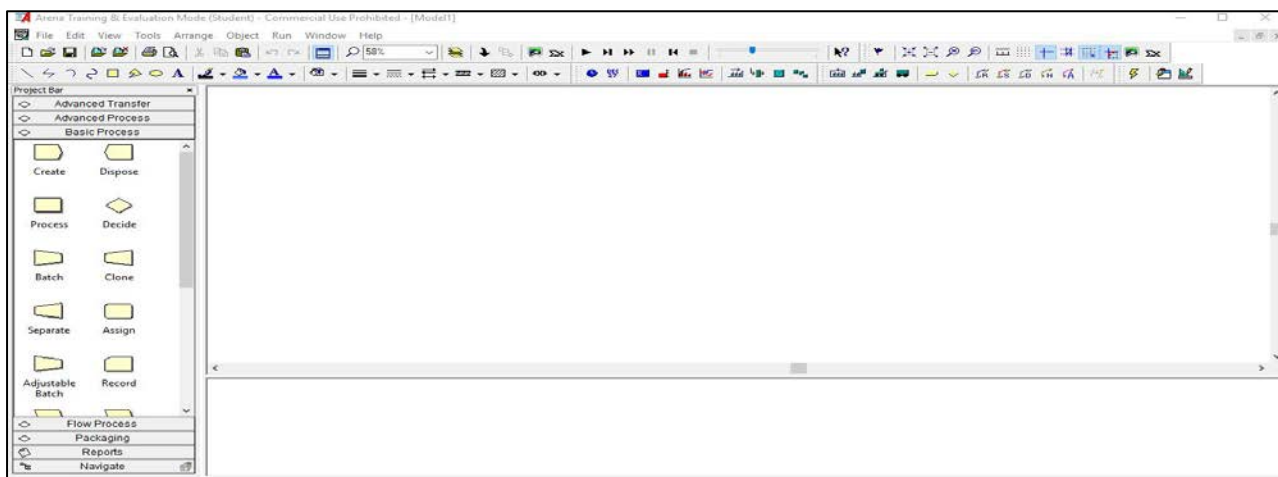 Arena Training & Evaluation Mode (Student) - Commercial Use Prohibited - [Model1]
File Edit View Tools Arrange Object Run Window Help
58%
Project Bar
Advanced Transfer
Advanced Process
Basic Process
Create Dispose
Process Decide
Batch Clone
Separate Assign
Adjustable Batch Record
Flow Process
Packaging
Reports
Navigate